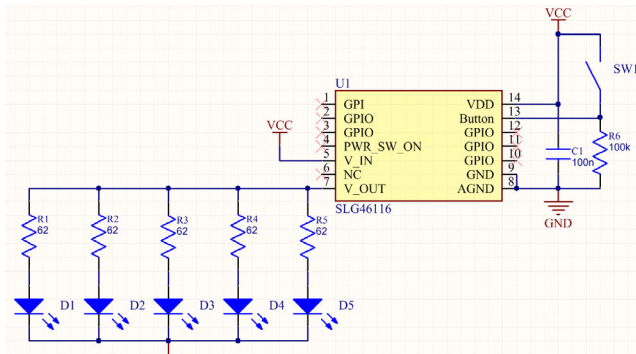 VCC
SW1
U1
1 GPI VDD 14
2 GPIO Button 13
3 GPIO GPIO 12
4 PWR_SW_ON GPIO 11
5 V_IN GPIO 10
6 NC GND 9
7 V_OUT AGND 8
SLG46116
VCC
C1
100n
R6
100k
GND
R1
62
R2
62
R3
62
R4
62
R5
62
D1
D2
D3
D4
D5